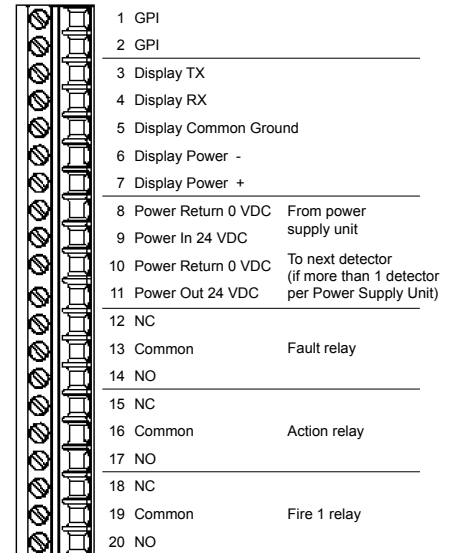 1 GPI
2 GPI
3 Display TX
4 Display RX
5 Display Common Ground
6 Display Power -
7 Display Power +
8 Power Return 0 VDC
9 Power In 24 VDC
From power
supply unit
10 Power Return 0 VDC
11 Power Out 24 VDC
To next detector
(if more than 1 detector
per Power Supply Unit)
12 NC
13 Common
14 NO
Fault relay
15 NC
16 Common
17 NO
Action relay
18 NC
19 Common
20 NO
Fire 1 relay